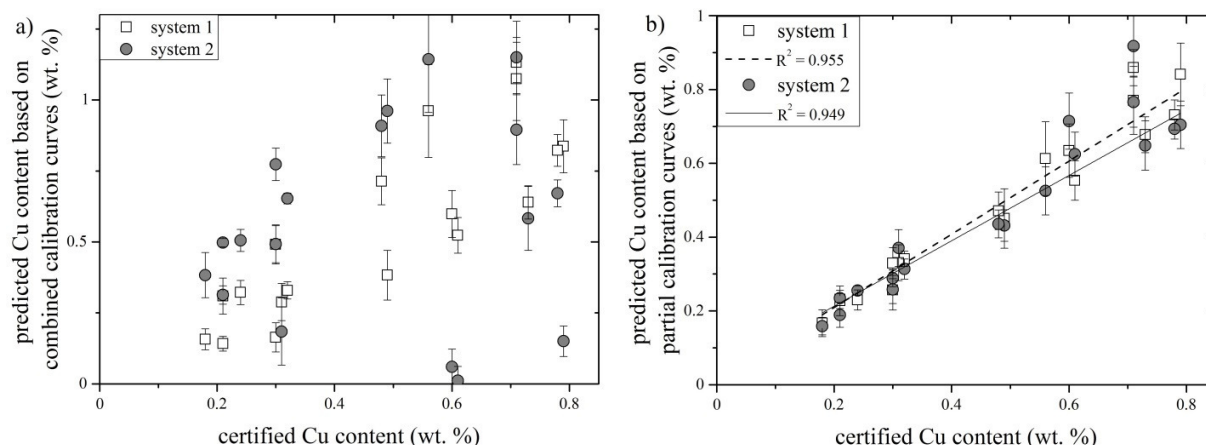 a)
system 1
system 2
predicted Cu content based on
combined calibration curves (wt. %)
1
0.5
0
0 0.2 0.4 0.6 0.8
certified Cu content (wt. %)
b)
system 1
R² = 0.955
system 2
R² = 0.949
predicted Cu content based on
partial calibration curves (wt. %)
1
0.8
0.6
0.4
0.2
0
0 0.2 0.4 0.6 0.8
certified Cu content (wt. %)